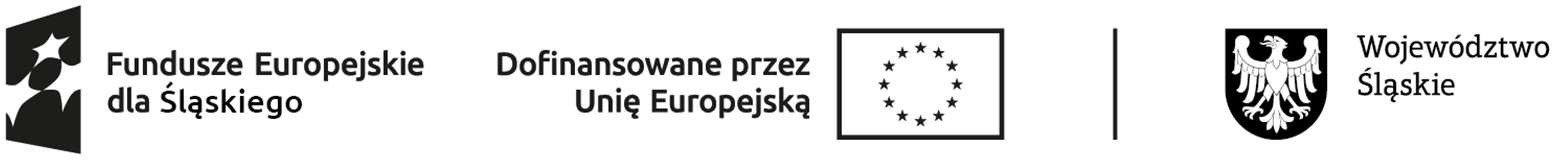 Fundusze Europejskie
dla Śląskiego
Dofinansowane przez
Unię Europejską
Województwo
Śląskie